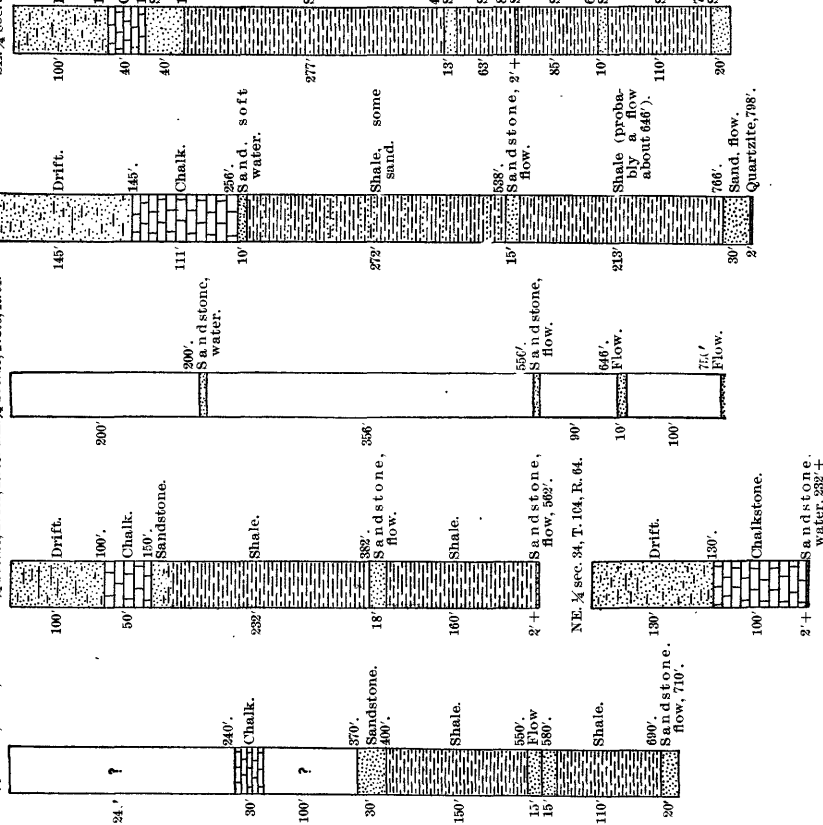 100'
40'
40'
277'
13'
63'
2'+
85'
10'
110'
20'
Drift.
145'.
Chalk.
256'.
Sand, soft
water.
Shale, some
sand.
538'.
Sandstone,
flow.
Shale (proba-
bly a flow
about 646').
766'.
Sand, flow.
Quartzite, 798'.
145'
111'
10'
272'
15'
213'
30'
2'
200'.
Sandstone,
water.
Sandstone,
flow.
646'.
Flow.
Flow.
200'
356'
90'
10'
100'
Drift.
100'.
Chalk.
150'.
Sandstone.
Shale.
382'.
Sandstone,
flow.
Shale.
Sandstone,
flow, 562'.
100'
50'
232'
18'
160'
2'+
NE. ¼ sec. 34, T. 104, R. 64.
Drift.
130'.
Chalkstone.
Sandstone.
water, 232'+
130'
100'
2'+
240'.
Chalk.
370'.
Sandstone.
400'.
Shale.
550'.
Flow
580'.
Shale.
690'.
Sandstone.
flow, 710'.
?
?
30'
100'
30'
150'
15'
15'
110'
20'